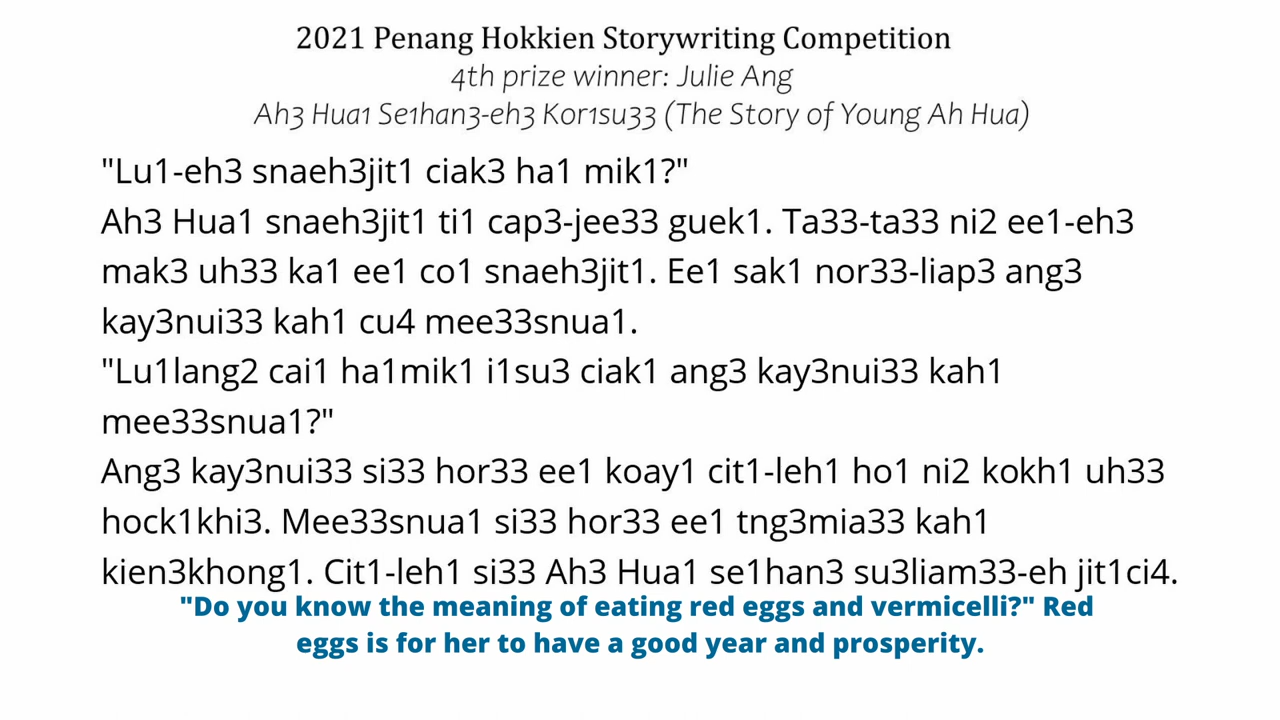 2021 Penang Hokkien Storywriting Competition
4th prize winner: Julie Ang
Ah3 Hua1 Se1han3-eh3 Kor1su33 (The Story of Young Ah Hua)
"Lu1-eh3 snaeh3jit1 ciak3 ha1 mik1?"
Ah3 Hua1 snaeh3jit1 ti1 cap3-jee33 guek1. Ta33-ta33 ni2 ee1-eh3
mak3 uh33 ka1 ee1 co1 snaeh3jit1. Ee1 sak1 nor33-liap3 ang3
kay3nui33 kah1 cu4 mee33snua1.
"Lu1lang2 cai1 ha1mik1 i1su3 ciak1 ang3 kay3nui33 kah1
mee33snua1?"
Ang3 kay3nui33 si33 hor33 ee1 koay1 cit1-leh1 ho1 ni2 kokh1 uh33
hock1khi3. Mee33snua1 si33 hor33 ee1 tng3mia33 kah1
kien3khong1. Cit1-leh1 si33 Ah3 Hua1 se1han3 su3liam33-eh jit1ci4.
"Do you know the meaning of eating red eggs and vermicelli?" Red
eggs is for her to have a good year and prosperity.